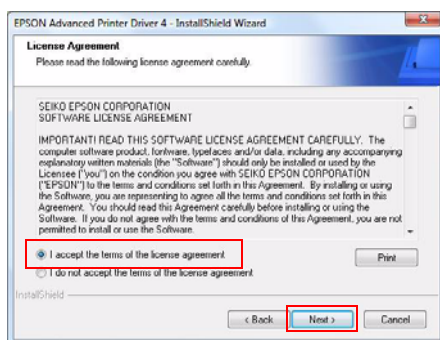 EPSON Advanced Printer Driver 4 - InstallShield Wizard
License Agreement
Please read the following license agreement carefully.
SEIKO EPSON CORPORATION
SOFTWARE LICENSE AGREEMENT
IMPORTANT! READ THIS SOFTWARE LICENSE AGREEMENT CAREFULLY. The
computer software product, fontware, typefaces and/or data, including any accompanying
explanatory written materials (the "Software") should only be installed or used by the
Licensee ("you") on the condition you agree with SEIKO EPSON CORPORATION
("EPSON") to the terms and conditions set forth in this Agreement. By installing or using
the Software, you are representing to agree all the terms and conditions set forth in this
Agreement. You should read this Agreement carefully before installing or using the
Software. If you do not agree with the terms and conditions of this Agreement, you are not
permitted to install or use the Software.
I accept the terms of the license agreement
Print
I do not accept the terms of the license agreement
InstallShield
< Back
Next >
Cancel